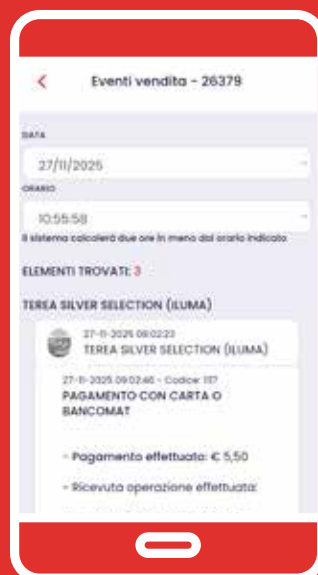 Eventi vendita - 26379
DATA
27/11/2025
ORARIO
10:55:58
Il sistema calcolerà due ore in meno dal orario indicato
ELEMENTI TROVATI: 3
TEREA SILVER SELECTION (ILUMA)
27-11-2025 09:02:23
TEREA SILVER SELECTION (ILUMA)
27-11-2025 09:02:46 - Codice: 117
PAGAMENTO CON CARTA O
BANCOMAT
- Pagamento effettuato: € 5,50
- Ricevuta operazione effettuata: